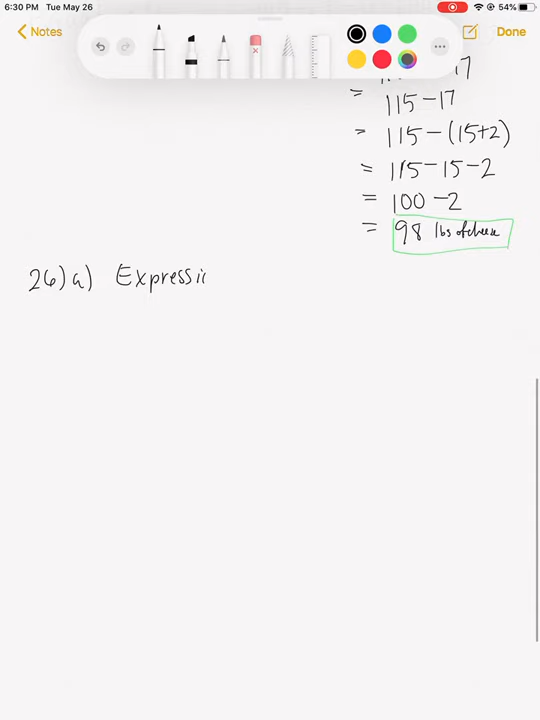 6:30 PM Tue May 26
54%
Notes
Done
= 115-17
= 115-(15+2)
= 115-15-2
= 100-2
= 98 lbs of cheese
26)a) Expressi